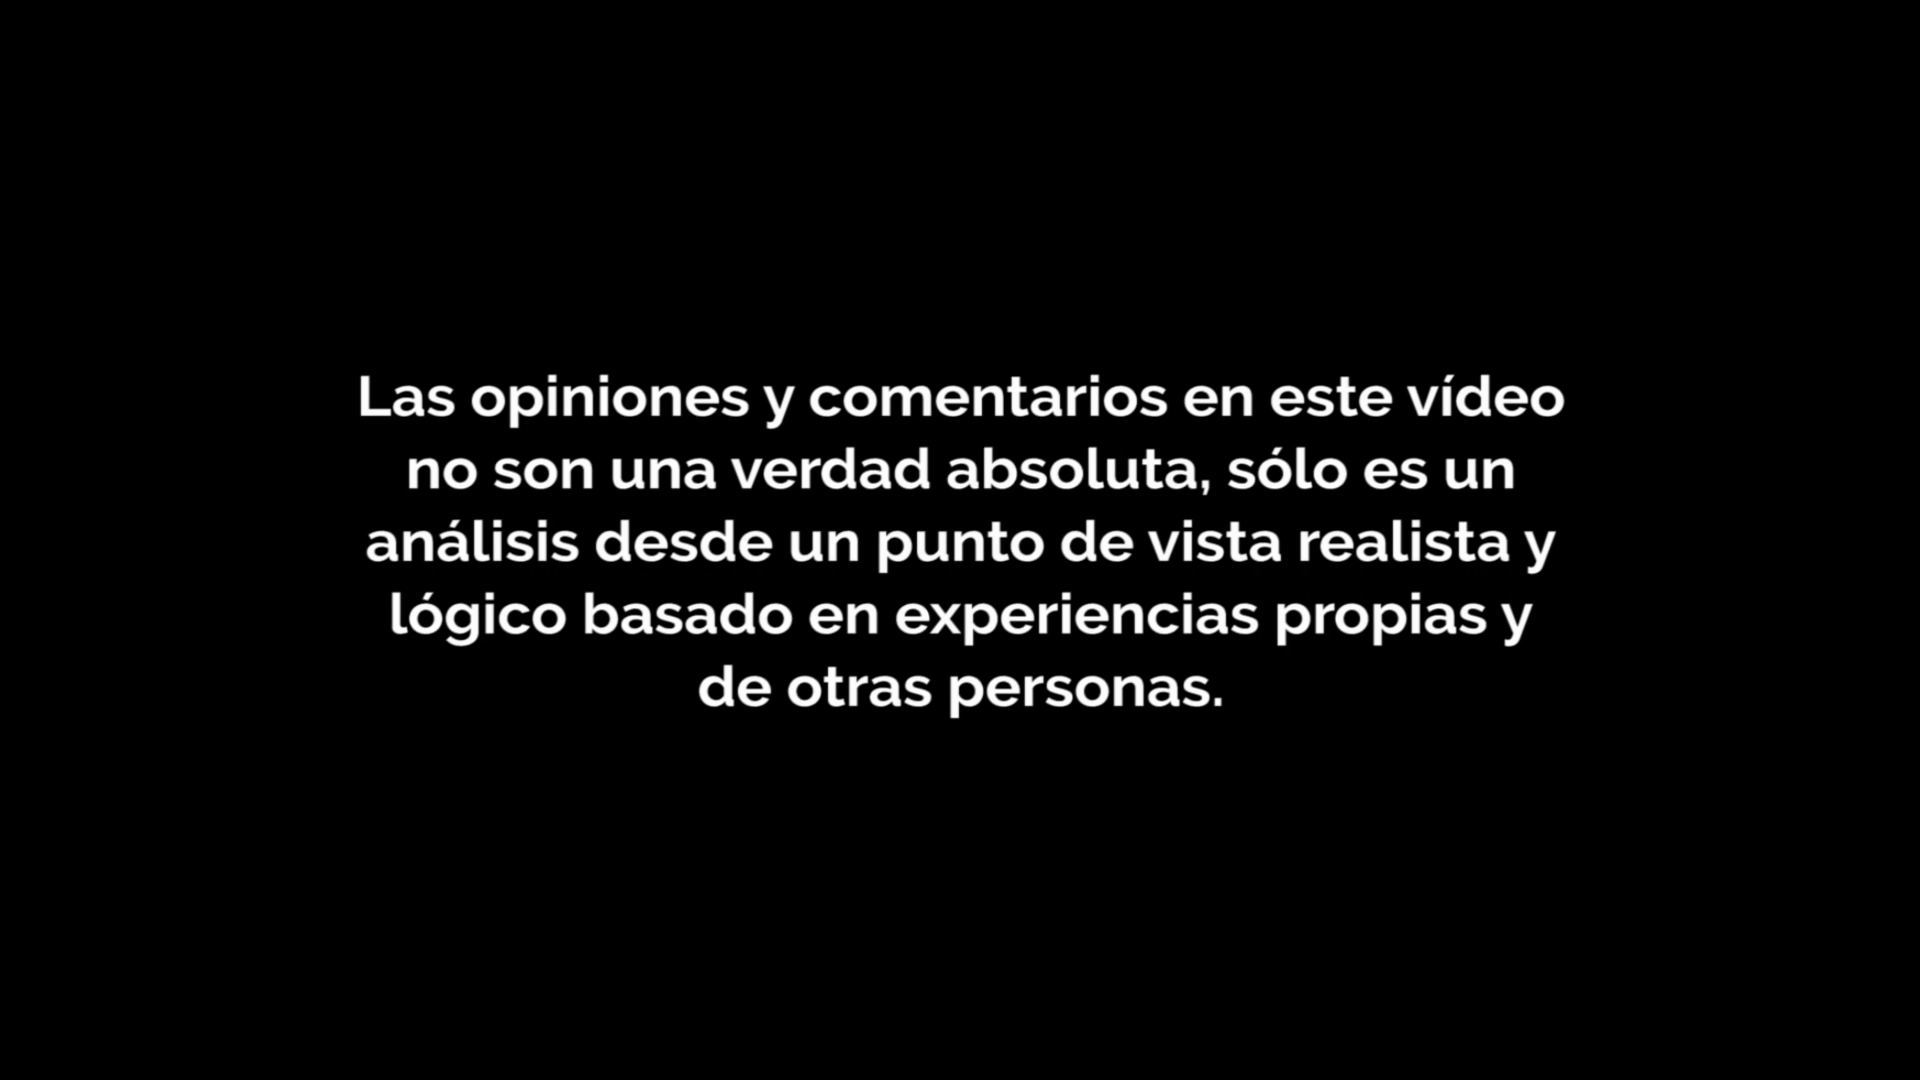 Las opiniones y comentarios en este vídeo
no son una verdad absoluta, sólo es un
análisis desde un punto de vista realista y
lógico basado en experiencias propias y
de otras personas.